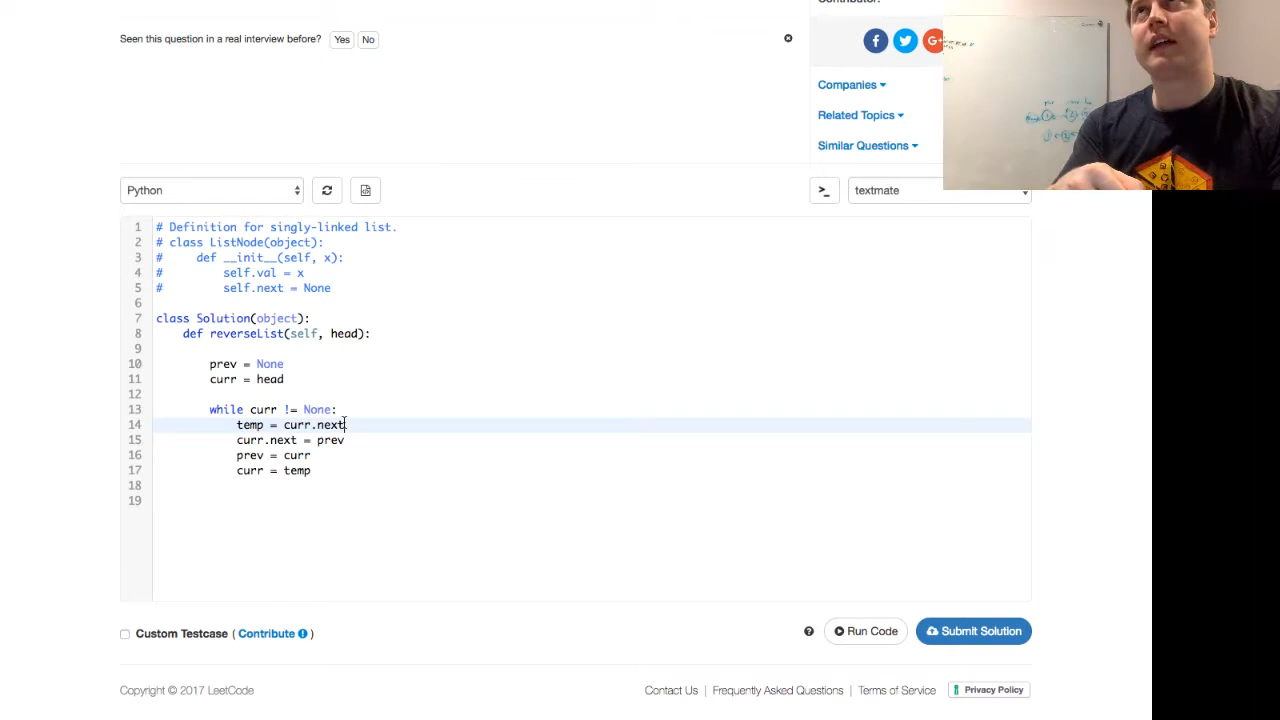 Contributor:
Seen this question in a real interview before? Yes No
Companies
Related Topics
Similar Questions
Python
textmate
1 # Definition for singly-linked list.
2 # class ListNode(object):
3 #     def __init__(self, x):
4 #         self.val = x
5 #         self.next = None
6
7 class Solution(object):
8     def reverseList(self, head):
9
10         prev = None
11         curr = head
12
13         while curr != None:
14             temp = curr.next
15             curr.next = prev
16             prev = curr
17             curr = temp
18
19
Custom Testcase ( Contribute )
Run Code
Submit Solution
Copyright © 2017 LeetCode
Contact Us | Frequently Asked Questions | Terms of Service
Privacy Policy